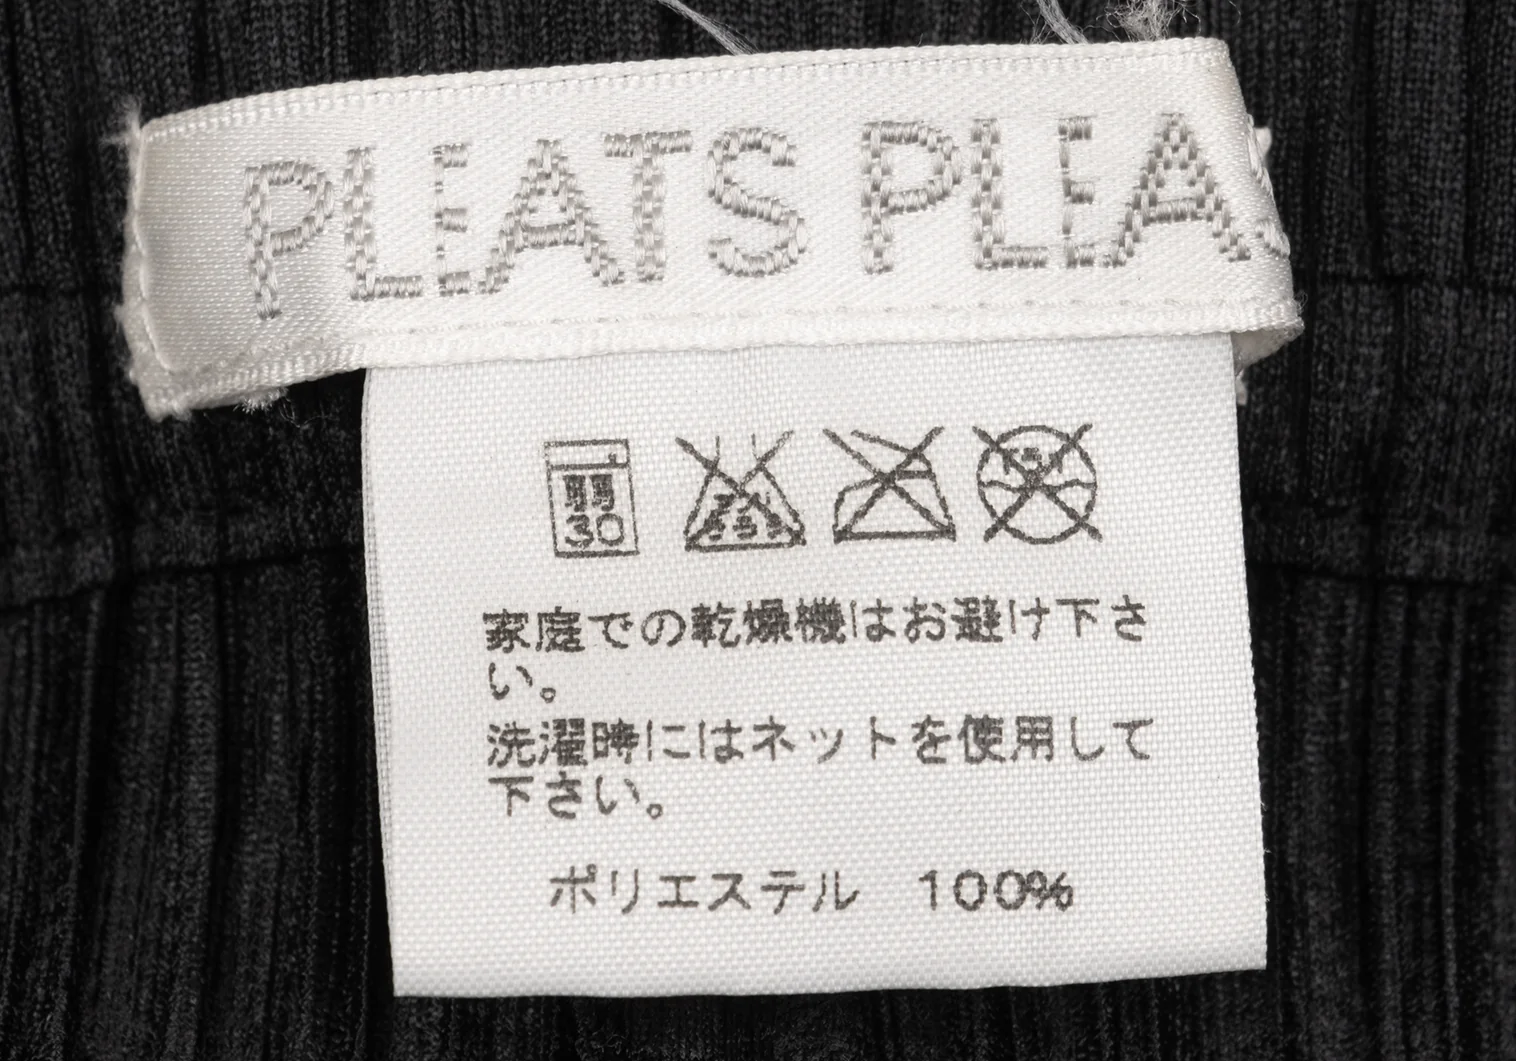 PLEATS PLEAS
弱
30
家庭での乾燥機はお避け下さ
い。
洗濯時にはネットを使用して
下さい。
ポリエステル 100%